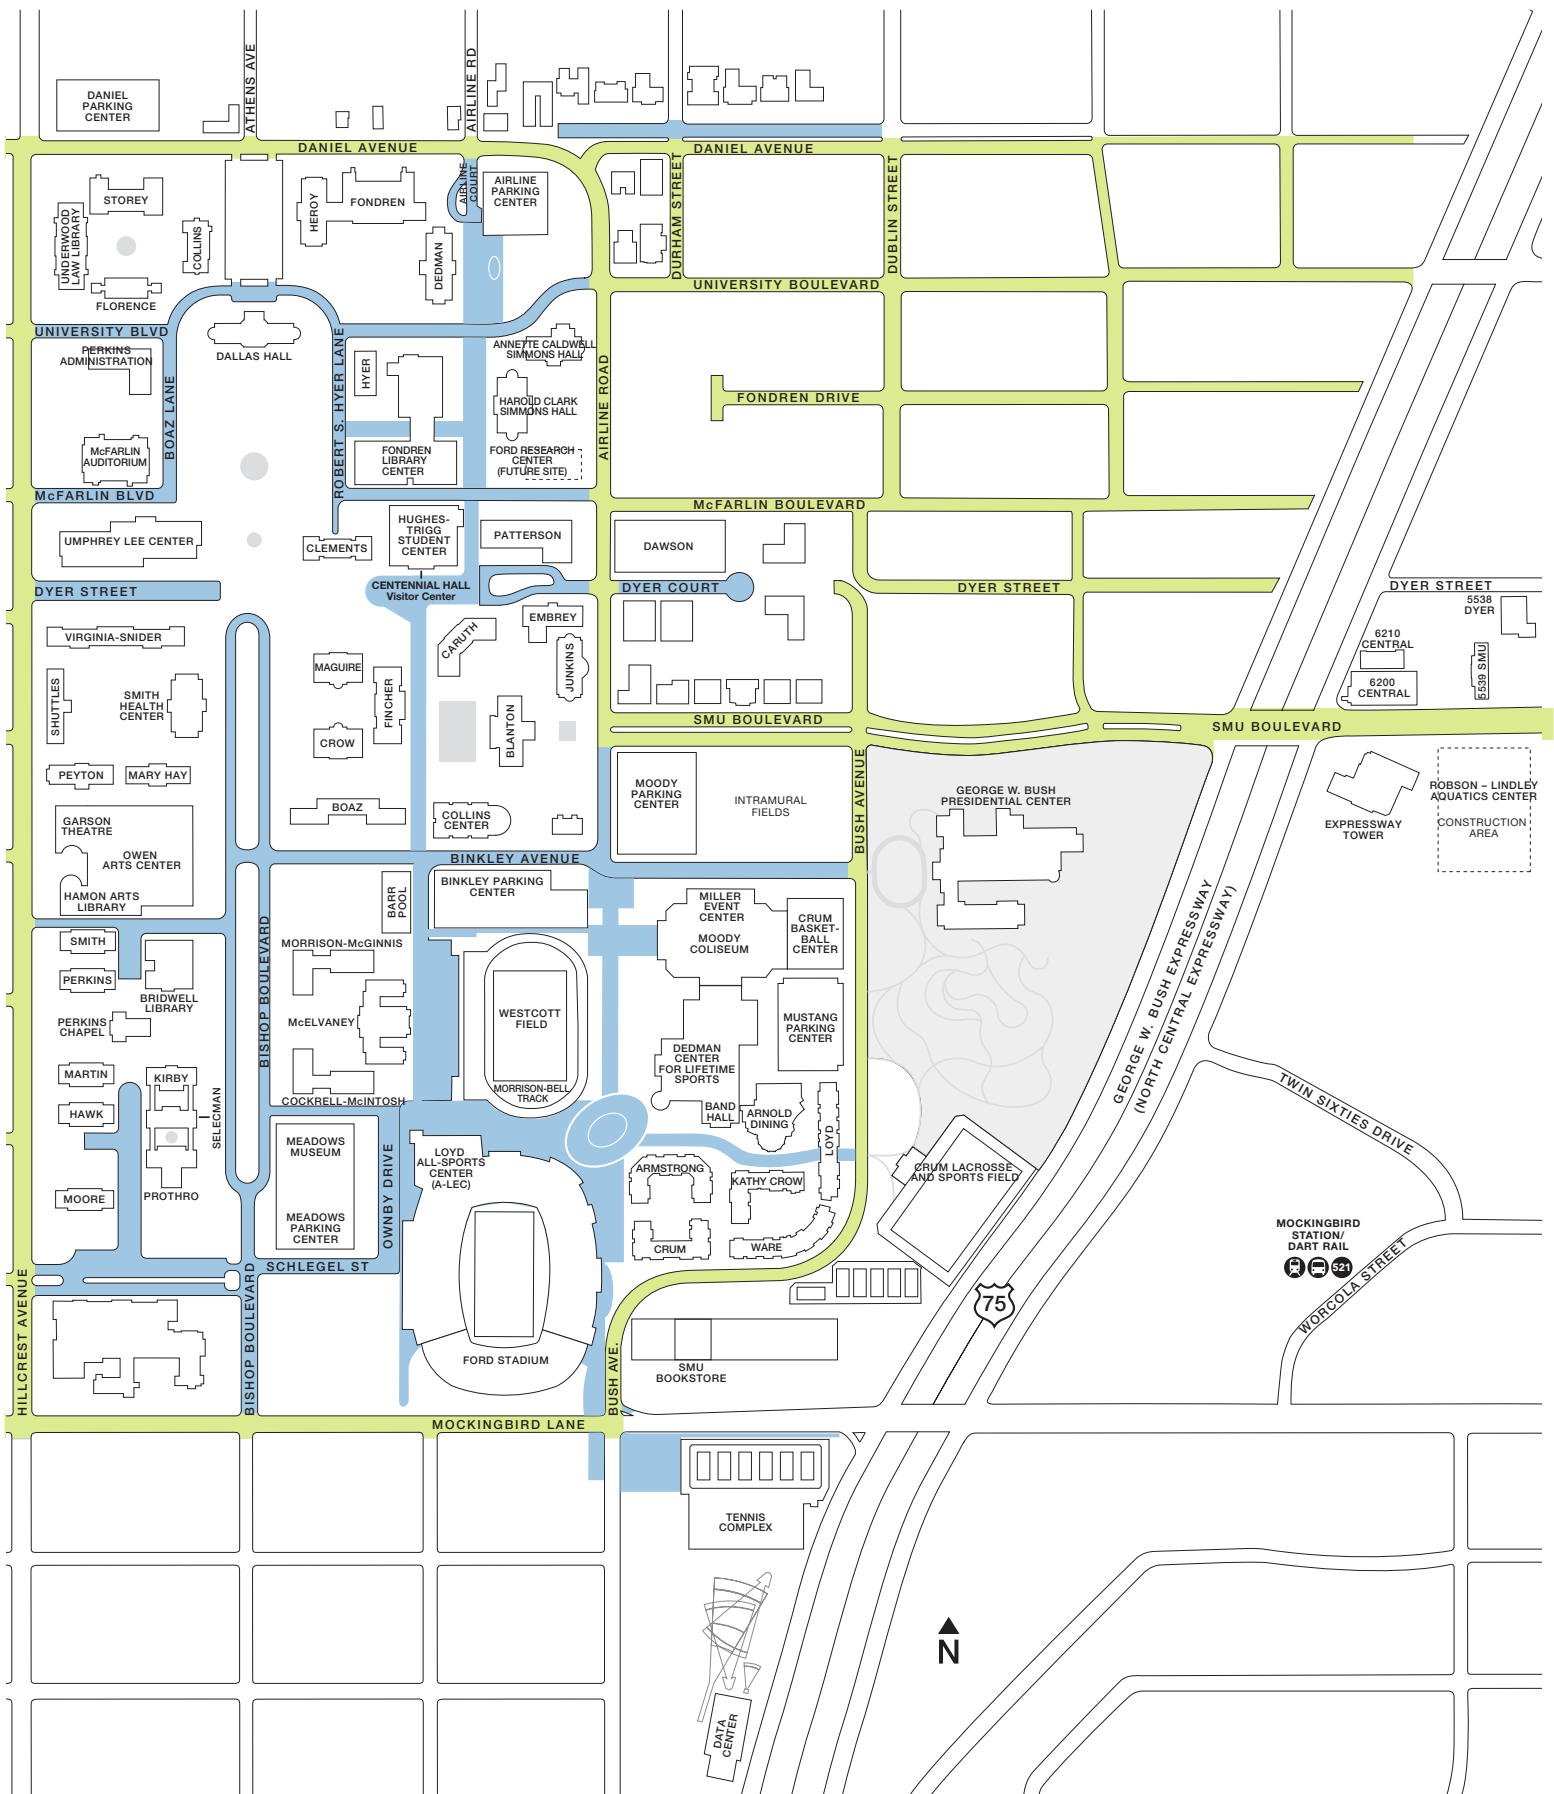 ATHENS AVE
AIRLINE RD
DANIEL
PARKING
CENTER
DANIEL AVENUE
DANIEL AVENUE
STOREY
UNDERWOOD
LAW LIBRARY
COLLINS
FLORENCE
HEROY
FONDREN
AIRLINE
COURT
AIRLINE
PARKING
CENTER
DEDMAN
DURHAM STREET
DUBLIN STREET
UNIVERSITY BOULEVARD
UNIVERSITY BLVD
PERKINS
ADMINISTRATION
DALLAS HALL
BOAZ LANE
ROBERT S. HYER LANE
HYER
ANNETTE CALDWELL
SIMMONS HALL
HAROLD CLARK
SIMMONS HALL
AIRLINE ROAD
FONDREN DRIVE
McFARLIN
AUDITORIUM
FONDREN
LIBRARY
CENTER
FORD RESEARCH
CENTER
(FUTURE SITE)
McFARLIN BLVD
McFARLIN BOULEVARD
UMPHREY LEE CENTER
CLEMENTS
HUGHES-
TRIGG
STUDENT
CENTER
PATTERSON
DAWSON
CENTENNIAL HALL
Visitor Center
DYER STREET
DYER COURT
DYER STREET
DYER STREET
5538
DYER
6210
CENTRAL
6200
CENTRAL
5539 SMU
VIRGINIA-SNIDER
SHUTTLES
SMITH
HEALTH
CENTER
MAGUIRE
FINCHER
CROW
CARUTH
EMBREY
JUNKINS
BLANTON
SMU BOULEVARD
SMU BOULEVARD
PEYTON
MARY HAY
BOAZ
COLLINS
CENTER
MOODY
PARKING
CENTER
INTRAMURAL
FIELDS
BUSH AVENUE
GEORGE W. BUSH
PRESIDENTIAL CENTER
EXPRESSWAY
TOWER
ROBSON – LINDLEY
AQUATICS CENTER
CONSTRUCTION
AREA
GARSON
THEATRE
OWEN
ARTS CENTER
HAMON ARTS
LIBRARY
BINKLEY AVENUE
BARR
POOL
BINKLEY PARKING
CENTER
MILLER
EVENT
CENTER
MOODY
COLISEUM
CRUM
BASKET-
BALL
CENTER
GEORGE W. BUSH EXPRESSWAY
(NORTH CENTRAL EXPRESSWAY)
BISHOP BOULEVARD
SMITH
PERKINS
BRIDWELL
LIBRARY
PERKINS
CHAPEL
MORRISON-McGINNIS
McELVANEY
COCKRELL-McINTOSH
WESTCOTT
FIELD
MORRISON-BELL
TRACK
DEDMAN
CENTER
FOR LIFETIME
SPORTS
MUSTANG
PARKING
CENTER
BAND
HALL
ARNOLD
DINING
LOYD
MARTIN
HAWK
KIRBY
SELECMAN
MOORE
PROTHRO
MEADOWS
MUSEUM
MEADOWS
PARKING
CENTER
OWNBY DRIVE
LOYD
ALL-SPORTS
CENTER
(A-LEC)
ARMSTRONG
KATHY CROW
CRUM
WARE
CRUM LACROSSE
AND SPORTS FIELD
TWIN SIXTIES DRIVE
MOCKINGBIRD
STATION/
DART RAIL
521
WORCOLA STREET
SCHLEGEL ST
HILLCREST AVENUE
BISHOP BOULEVARD
FORD STADIUM
BUSH AVE.
75
SMU
BOOKSTORE
MOCKINGBIRD LANE
TENNIS
COMPLEX
N
DATA
CENTER